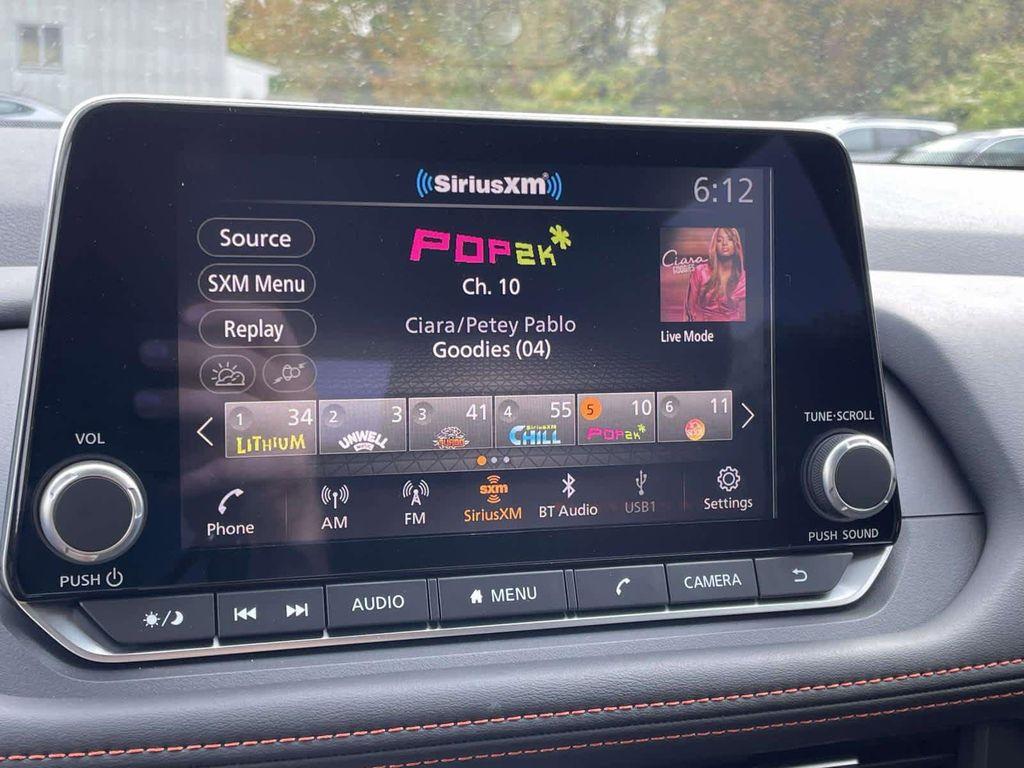 SiriusXM
6:12
Source
SXM Menu
Replay
POP2K*
Ch. 10
Ciara/Petey Pablo
Goodies (04)
Ciara
GOODIES
Live Mode
1 34 LITHIUM
2 3 UNWELL
3 41 TURBO
4 55 SiriusXM CHILL
5 10 POP2K*
6 11
Phone
AM
FM
sxm
SiriusXM
BT Audio
USB1
Settings
VOL
PUSH
TUNE·SCROLL
PUSH SOUND
AUDIO
MENU
CAMERA